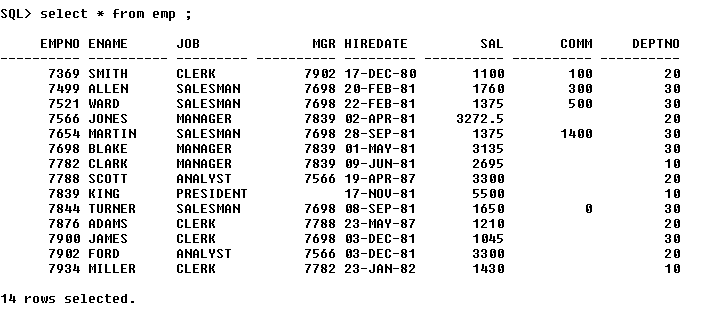 SQL> select * from emp ;
EMPNO ENAME JOB MGR HIREDATE SAL COMM DEPTNO
---------- ---------- --------- ---------- --------- ---------- ---------- ----------
7369 SMITH CLERK 7902 17-DEC-80 1100 100 20
7499 ALLEN SALESMAN 7698 20-FEB-81 1760 300 30
7521 WARD SALESMAN 7698 22-FEB-81 1375 500 30
7566 JONES MANAGER 7839 02-APR-81 3272.5 20
7654 MARTIN SALESMAN 7698 28-SEP-81 1375 1400 30
7698 BLAKE MANAGER 7839 01-MAY-81 3135 30
7782 CLARK MANAGER 7839 09-JUN-81 2695 10
7788 SCOTT ANALYST 7566 19-APR-87 3300 20
7839 KING PRESIDENT 17-NOV-81 5500 10
7844 TURNER SALESMAN 7698 08-SEP-81 1650 0 30
7876 ADAMS CLERK 7788 23-MAY-87 1210 20
7900 JAMES CLERK 7698 03-DEC-81 1045 30
7902 FORD ANALYST 7566 03-DEC-81 3300 20
7934 MILLER CLERK 7782 23-JAN-82 1430 10
14 rows selected.